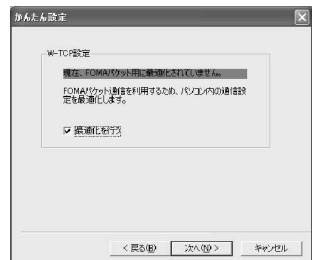 かんたん設定
W-TCP設定
現在、FOMAパケット用に最適化されていません。
FOMAパケット通信を利用するため、パソコン内の通信設
定を最適化します。
最適化を行う
< 戻る(B)
次へ(N) >
キャンセル